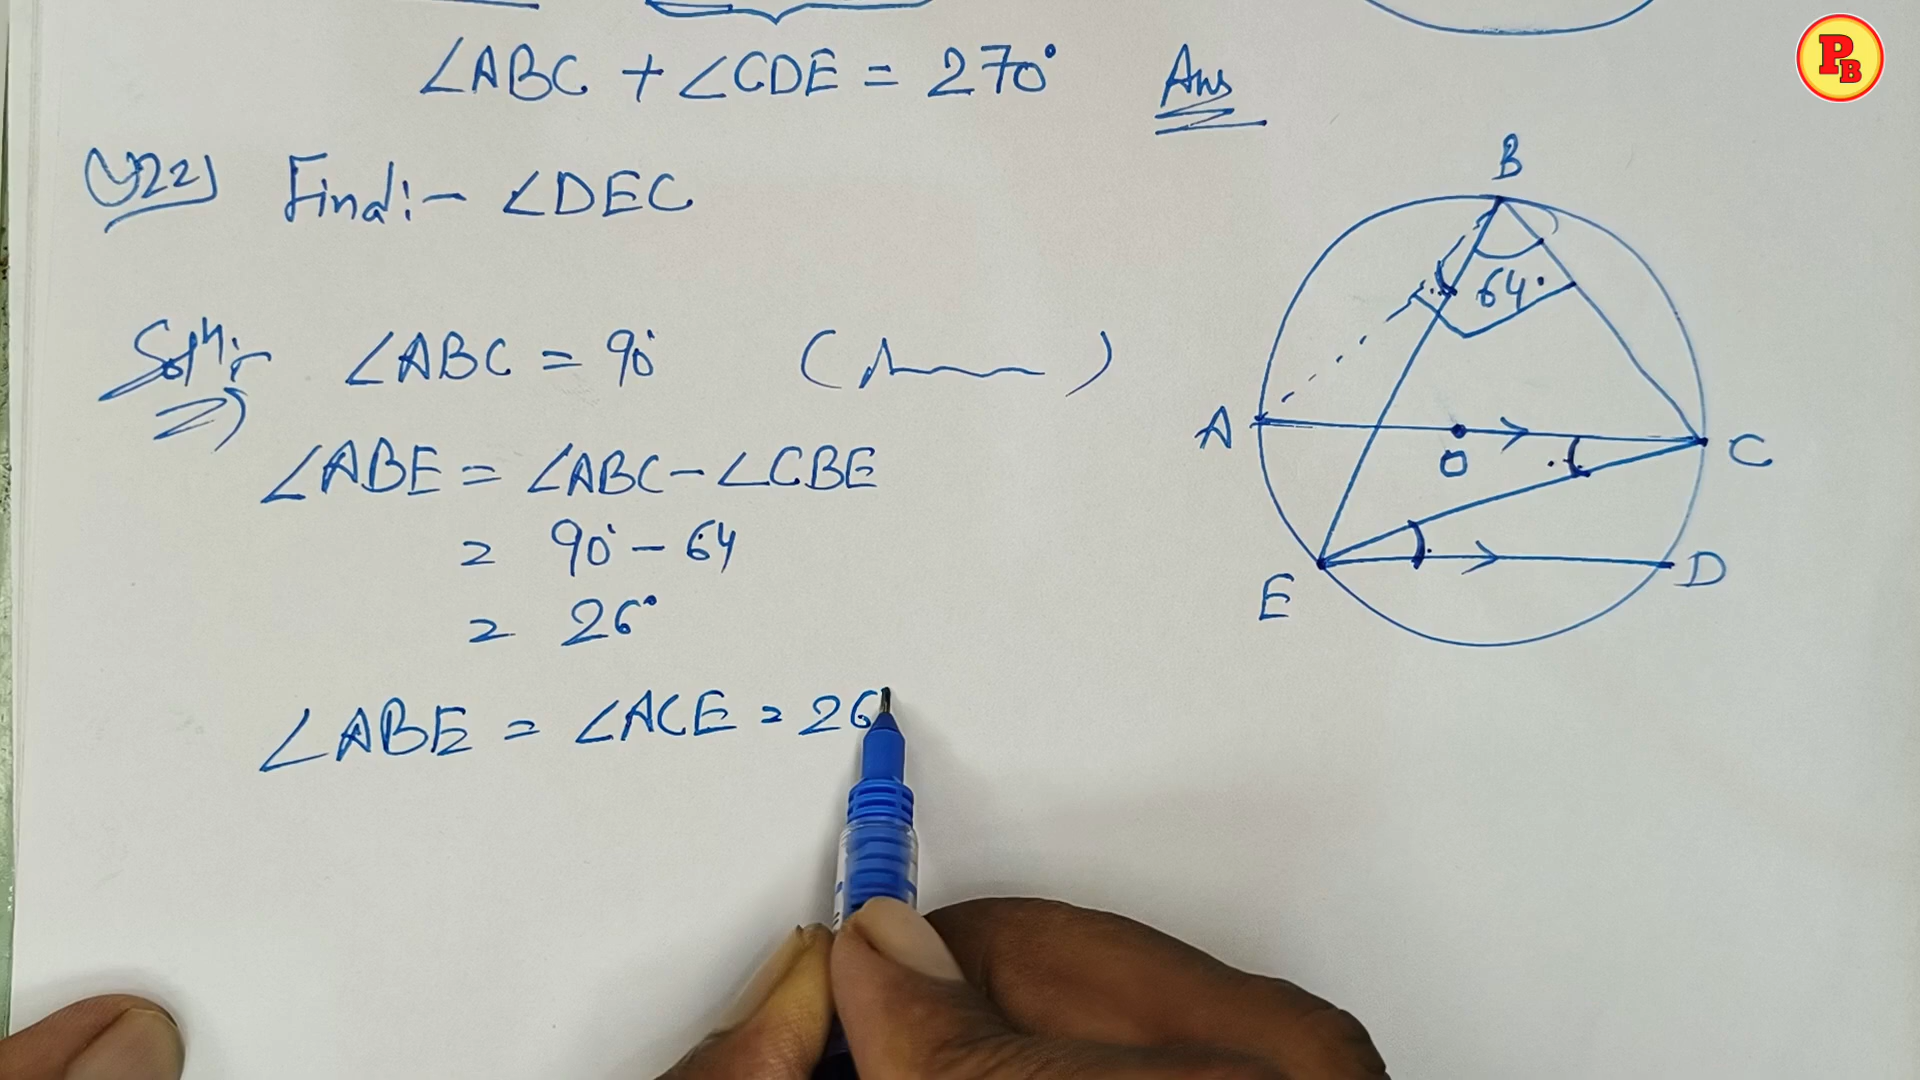 ∠ABC + ∠CDE = 270° Ans
Q22) Find:- ∠DEC
Solⁿ:- ∠ABC = 90°
∠ABE = ∠ABC - ∠CBE
= 90° - 64
= 26°
∠ABE = ∠ACE = 26
B
64°
A
O
C
E
D
PB